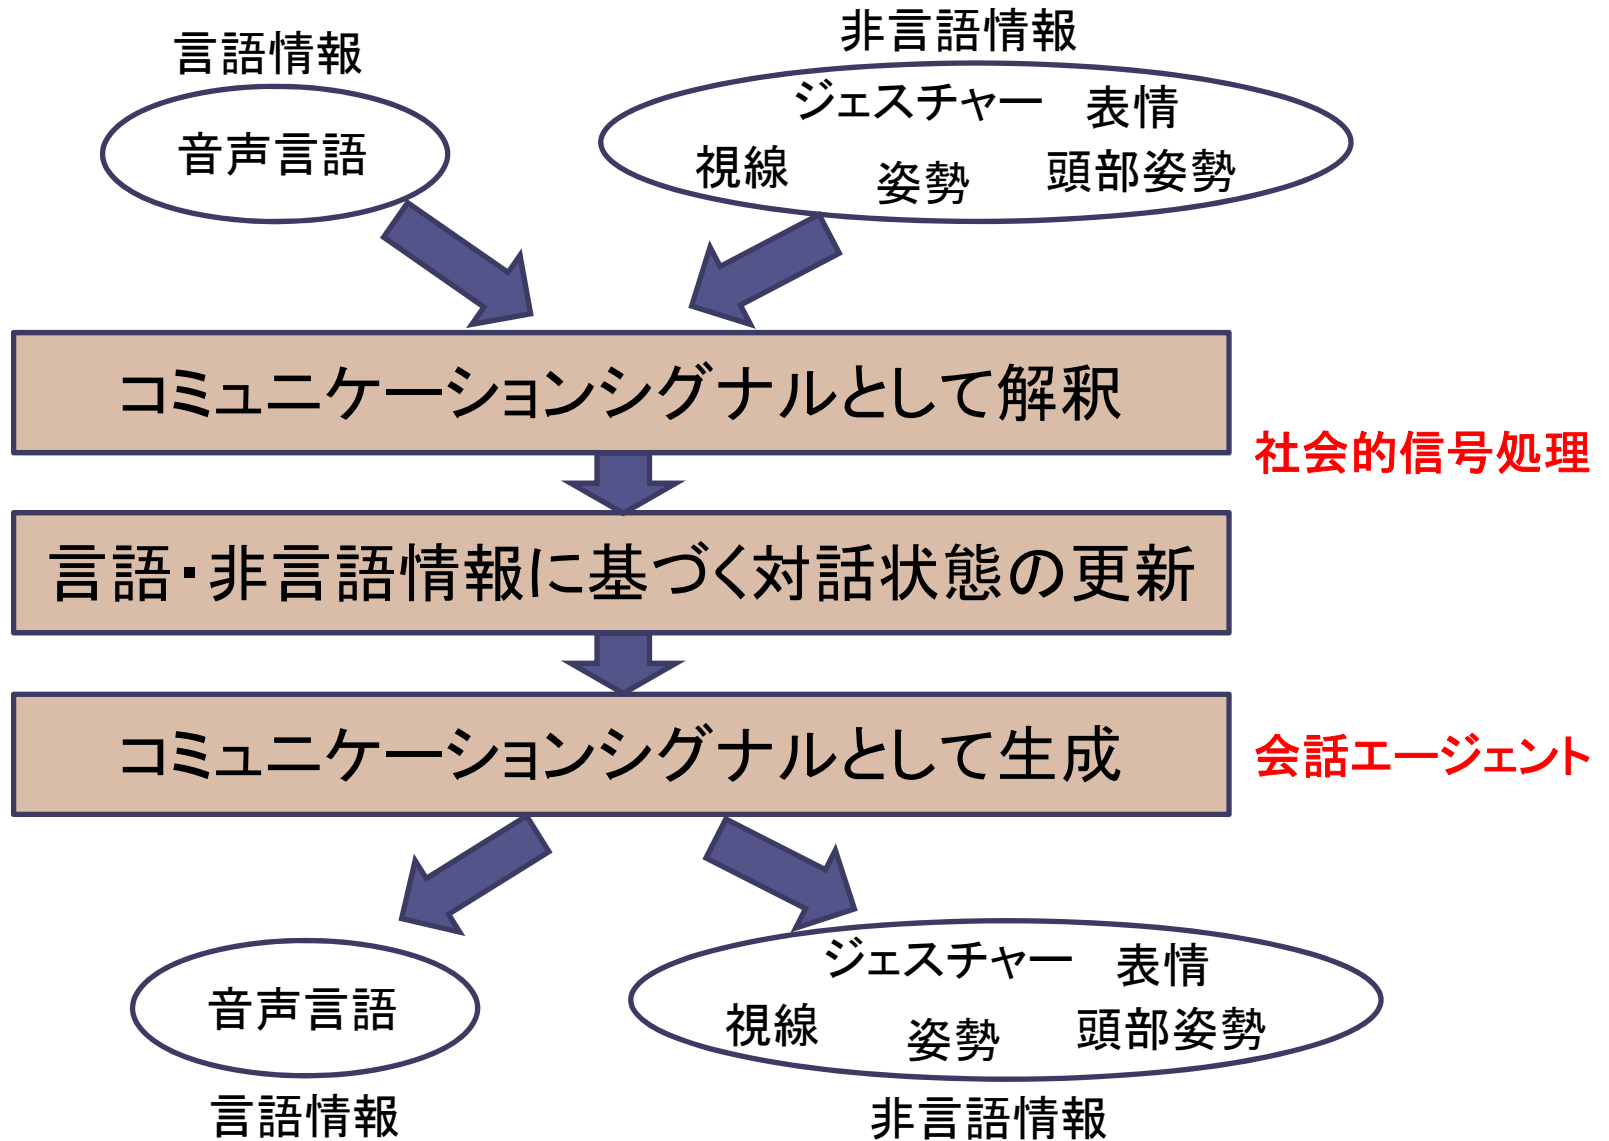 言語情報
非言語情報
音声言語
ジェスチャー 表情
視線 姿勢 頭部姿勢
コミュニケーションシグナルとして解釈
社会的信号処理
言語・非言語情報に基づく対話状態の更新
コミュニケーションシグナルとして生成
会話エージェント
音声言語
ジェスチャー 表情
視線 姿勢 頭部姿勢
言語情報
非言語情報